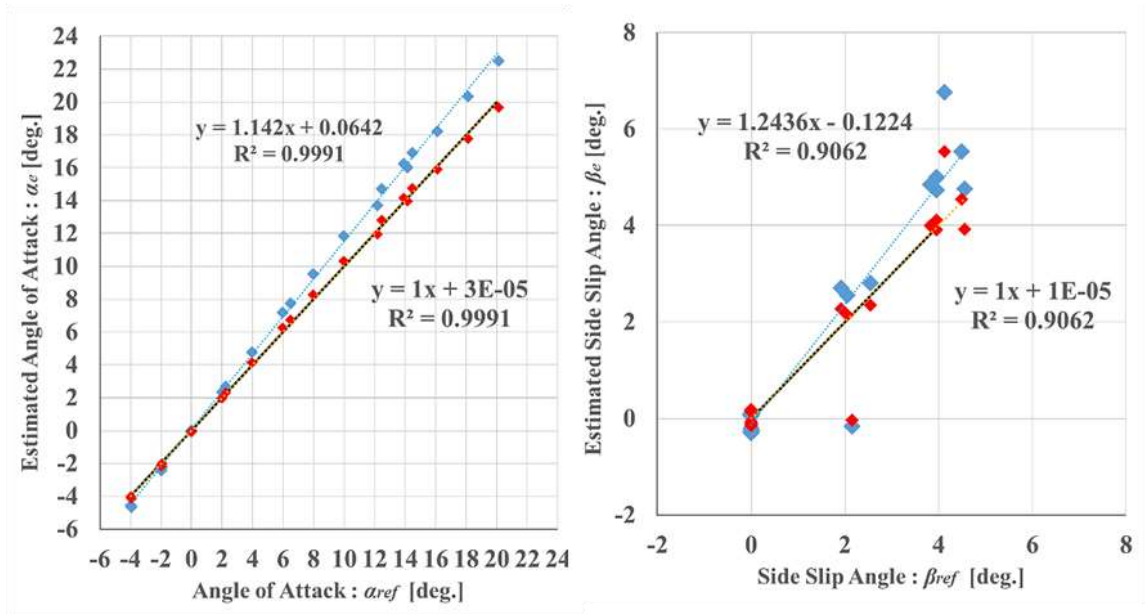 24
22
20
18
16
14
12
10
8
6
4
2
0
-2
-4
-6
-6 -4 -2 0 2 4 6 8 10 12 14 16 18 20 22 24
Estimated Angle of Attack : αe [deg.]
Angle of Attack : αref [deg.]
y = 1.142x + 0.0642
R² = 0.9991
y = 1x + 3E-05
R² = 0.9991
8
6
4
2
0
-2
-2 0 2 4 6 8
Estimated Side Slip Angle : βe [deg.]
Side Slip Angle : βref [deg.]
y = 1.2436x - 0.1224
R² = 0.9062
y = 1x + 1E-05
R² = 0.9062